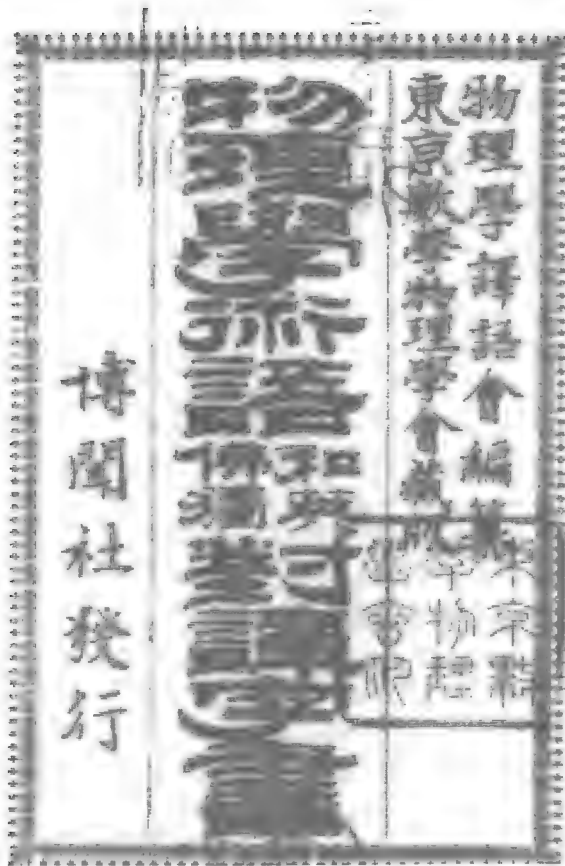 物理學譯語會編纂
東京數學物理學會藏版
物理學術語和英佛獨對譯字書
博聞社發行